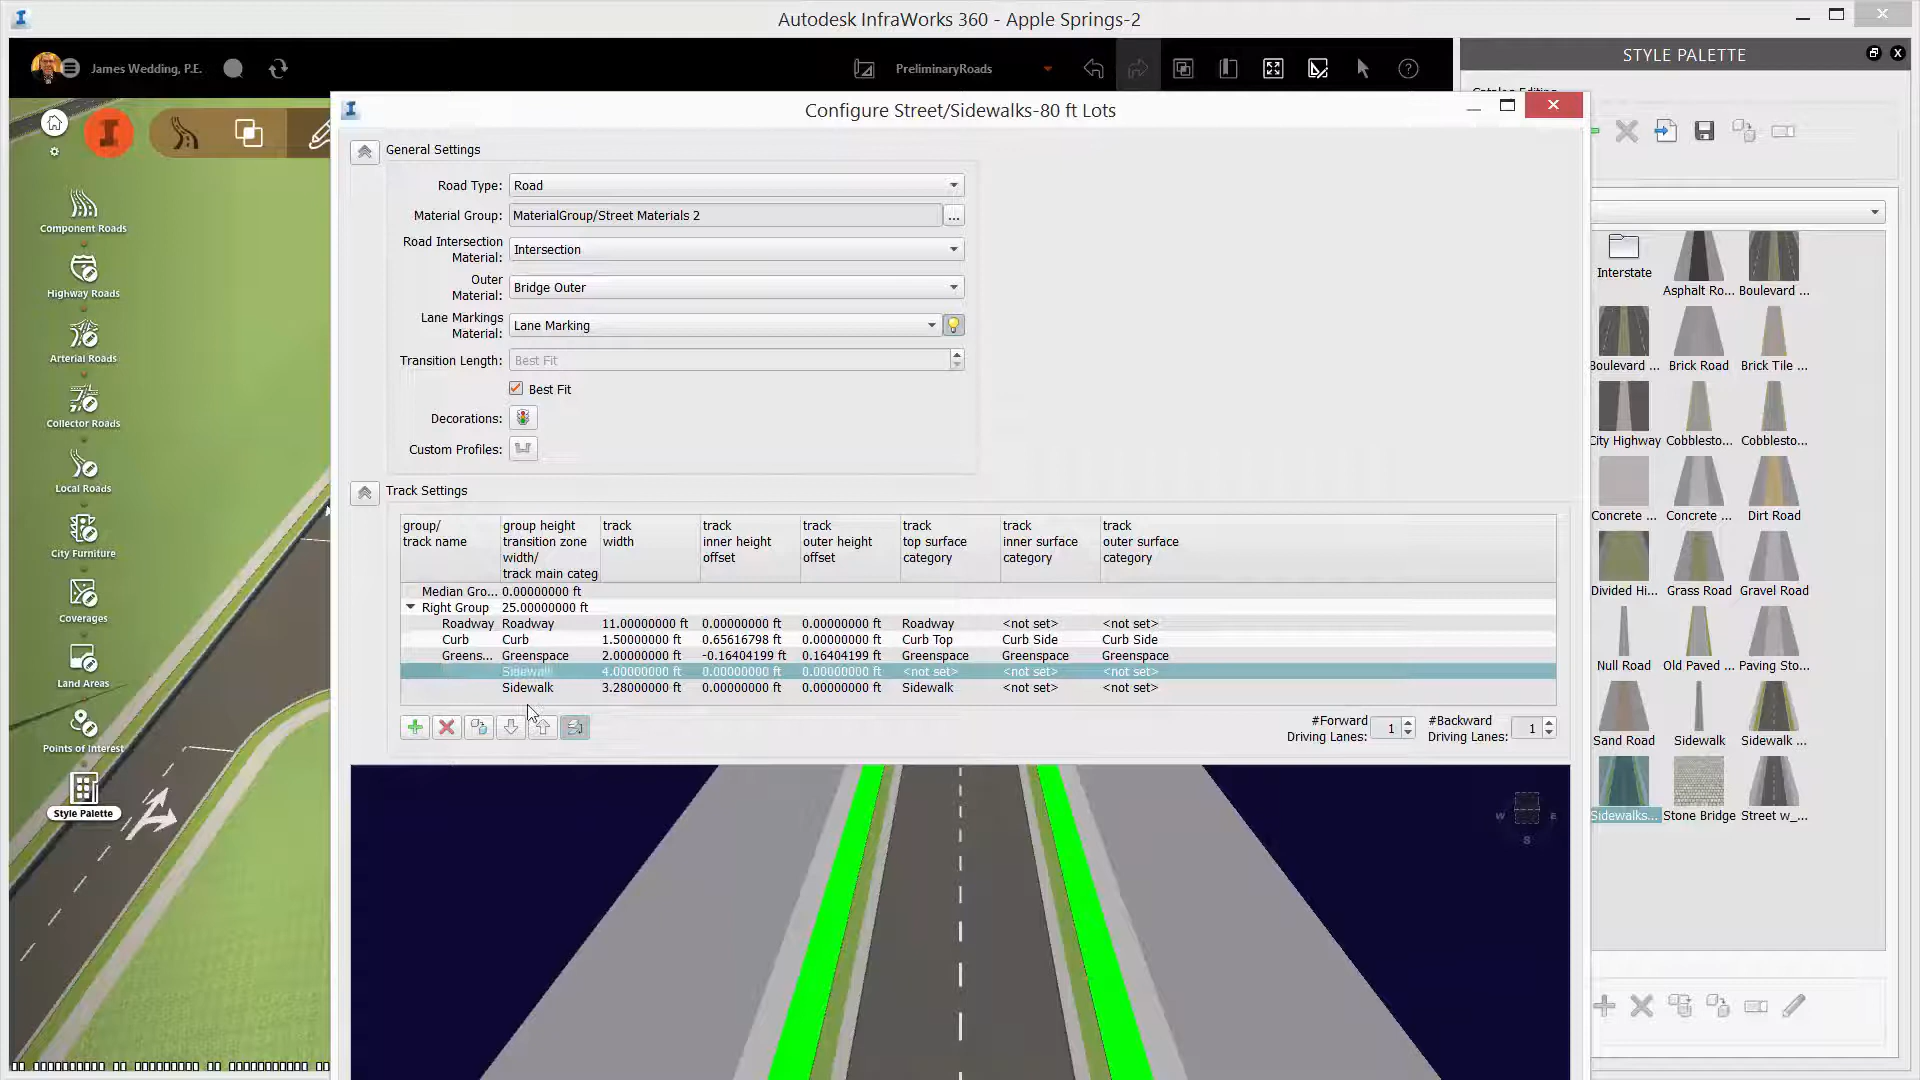 Autodesk InfraWorks 360 - Apple Springs-2
James Wedding, P.E.
PreliminaryRoads
STYLE PALETTE
Configure Street/Sidewalks-80 ft Lots
General Settings
Road Type: Road
Material Group: MaterialGroup/Street Materials 2
...
Road Intersection
Material: Intersection
Outer
Material: Bridge Outer
Lane Markings
Material: Lane Marking
Transition Length: Best Fit
Best Fit
Decorations:
Custom Profiles:
Track Settings
group/
track name
group height
transition zone
width/
track main categ
track
width
track
inner height
offset
track
outer height
offset
track
top surface
category
track
inner surface
category
track
outer surface
category
Median Gro... 0.00000000 ft
Right Group 25.00000000 ft
Roadway Roadway 11.00000000 ft 0.00000000 ft 0.00000000 ft Roadway <not set> <not set>
Curb Curb 1.50000000 ft 0.65616798 ft 0.00000000 ft Curb Top Curb Side Curb Side
Greens... Greenspace 2.00000000 ft -0.16404199 ft 0.16404199 ft Greenspace Greenspace Greenspace
Sidewalk 4.00000000 ft 0.00000000 ft 0.00000000 ft <not set> <not set> <not set>
Sidewalk 3.28000000 ft 0.00000000 ft 0.00000000 ft Sidewalk <not set> <not set>
#Forward
Driving Lanes: 1
#Backward
Driving Lanes: 1
W
S
Component Roads
Highway Roads
Arterial Roads
Collector Roads
Local Roads
City Furniture
Coverages
Land Areas
Points of Interest
Style Palette
Interstate
Asphalt Ro...
Boulevard ...
Boulevard ...
Brick Road
Brick Tile ...
City Highway
Cobblesto...
Cobblesto...
Concrete ...
Concrete ...
Dirt Road
Divided Hi...
Grass Road
Gravel Road
Null Road
Old Paved ...
Paving Sto...
Sand Road
Sidewalk
Sidewalk ...
Sidewalks...
Stone Bridge
Street w_...